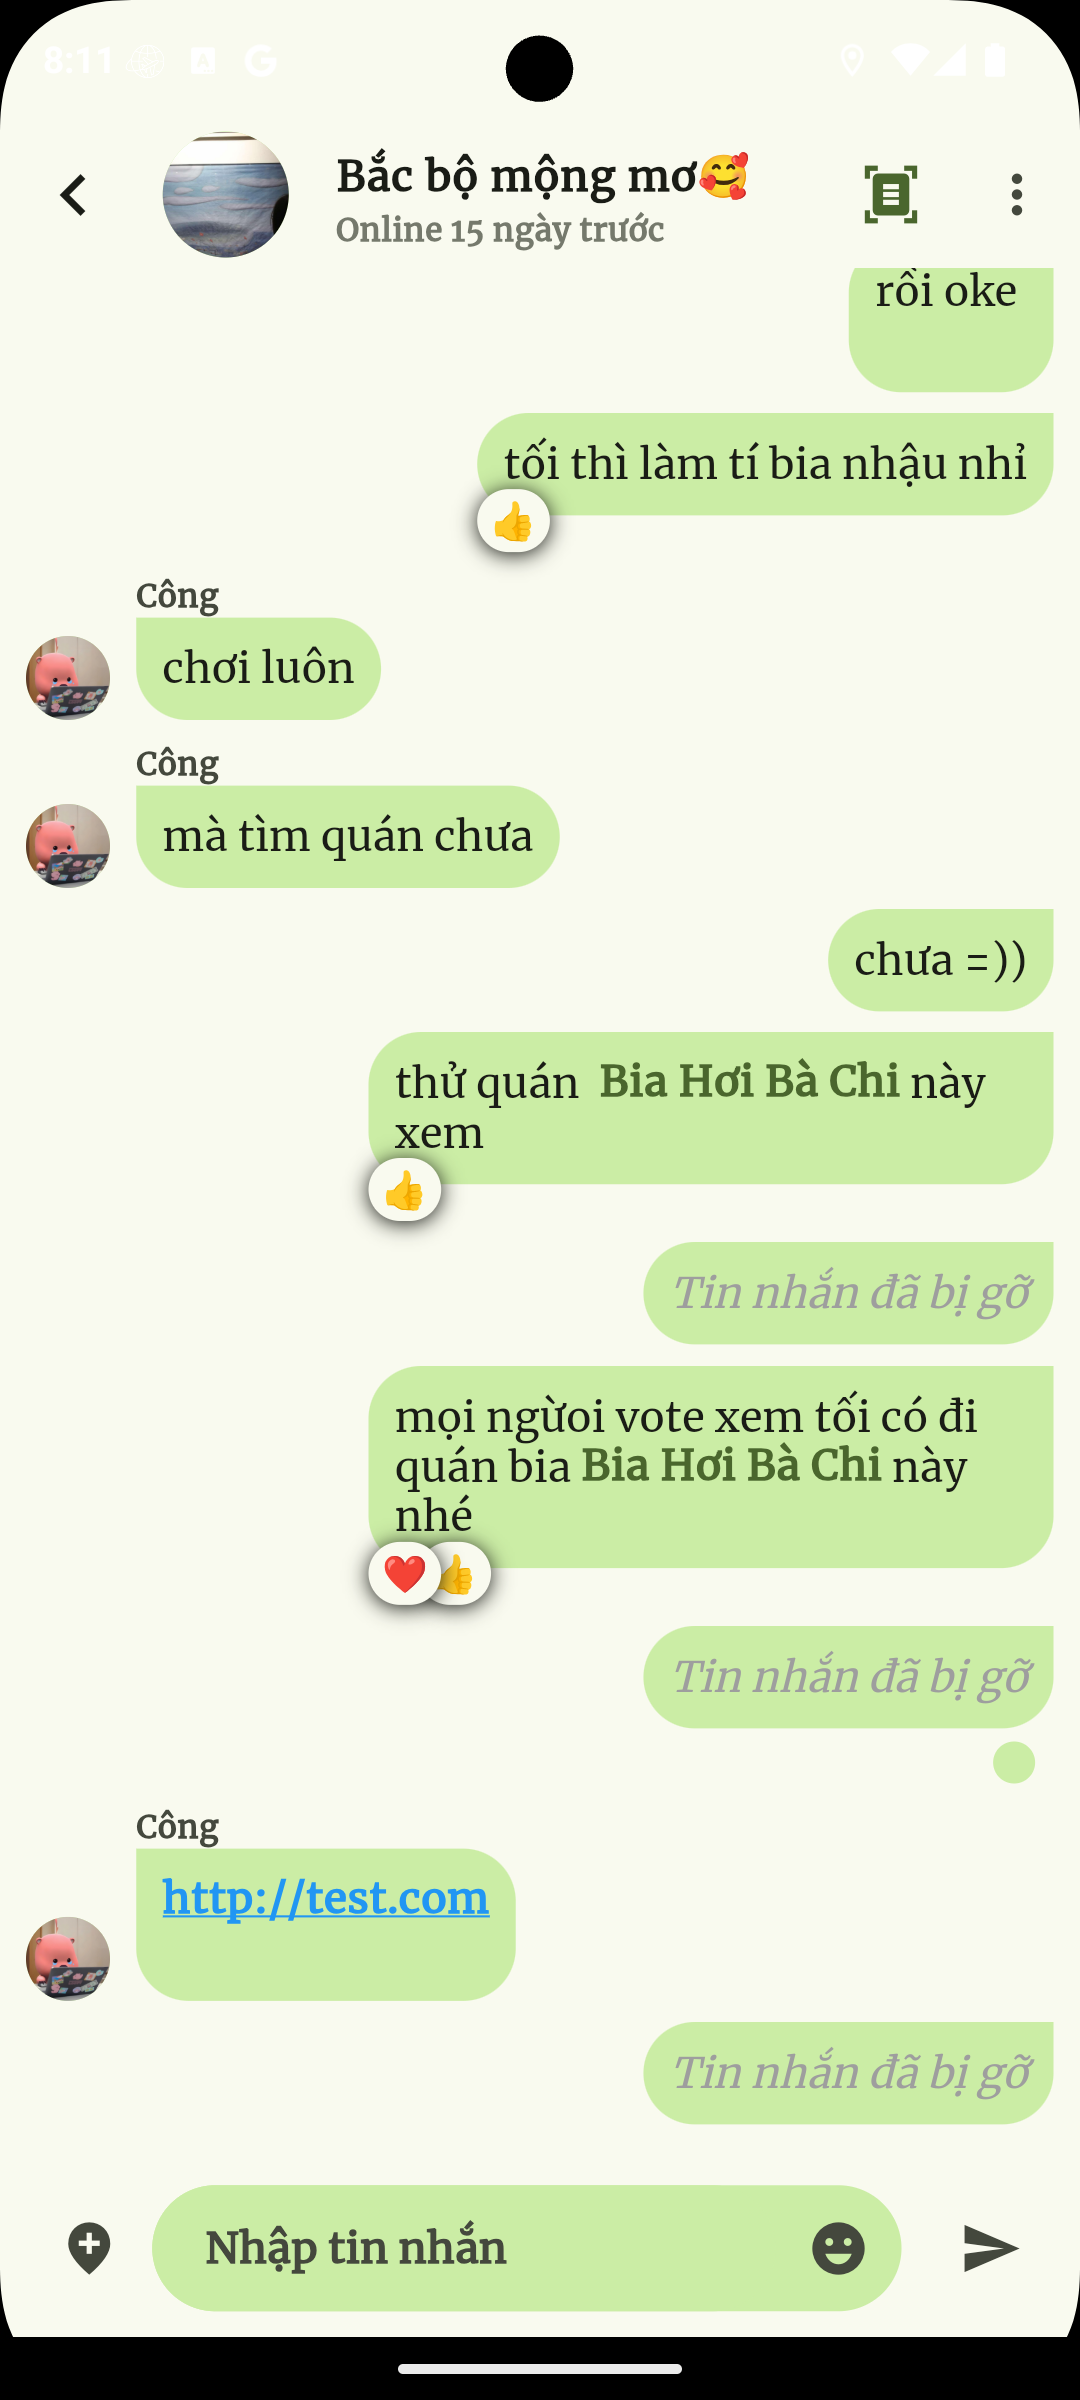 8:11
Bắc bộ mộng mơ🥰
Online 15 ngày trước
rồi oke
tối thì làm tí bia nhậu nhỉ
👍
Công
chơi luôn
Công
mà tìm quán chưa
chưa =))
thử quán Bia Hơi Bà Chi này
xem
👍
Tin nhắn đã bị gỡ
mọi ngừoi vote xem tối có đi
quán bia Bia Hơi Bà Chi này
nhé
❤️👍
Tin nhắn đã bị gỡ
Công
http://test.com
Tin nhắn đã bị gỡ
Nhập tin nhắn